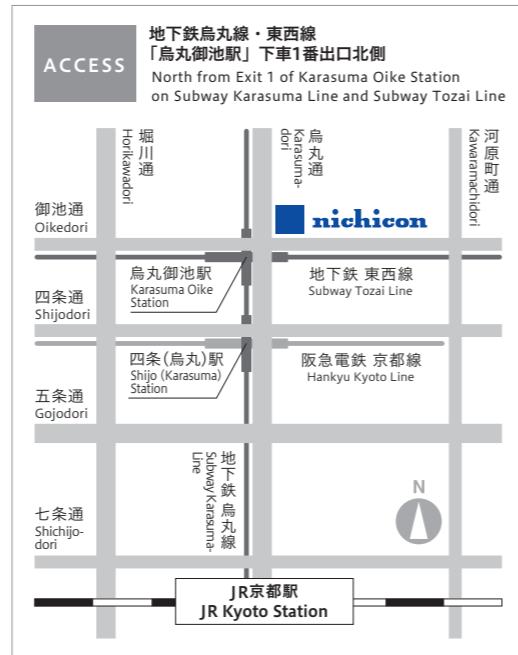 ACCESS
地下鉄烏丸線・東西線
「烏丸御池駅」下車1番出口北側
North from Exit 1 of Karasuma Oike Station
on Subway Karasuma Line and Subway Tozai Line
堀川通
Horikawadori
烏丸通
Karasuma-
dori
河原町通
Kawaramachidori
御池通
Oikedori
nichicon
烏丸御池駅
Karasuma Oike
Station
地下鉄 東西線
Subway Tozai Line
四条通
Shijodori
四条(烏丸)駅
Shijo (Karasuma)
Station
阪急電鉄 京都線
Hankyu Kyoto Line
五条通
Gojodori
地下鉄 烏丸線
Subway Karasuma-
Line
N
七条通
Shichijo-
dori
JR京都駅
JR Kyoto Station